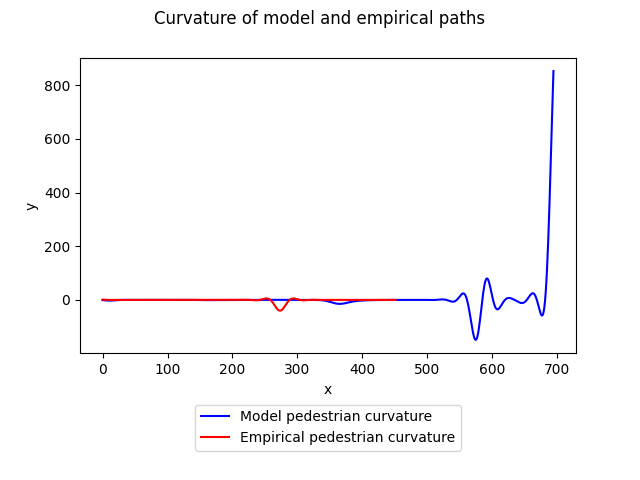 Curvature of model and empirical paths
800
600
400
200
0
y
0 100 200 300 400 500 600 700
x
Model pedestrian curvature
Empirical pedestrian curvature